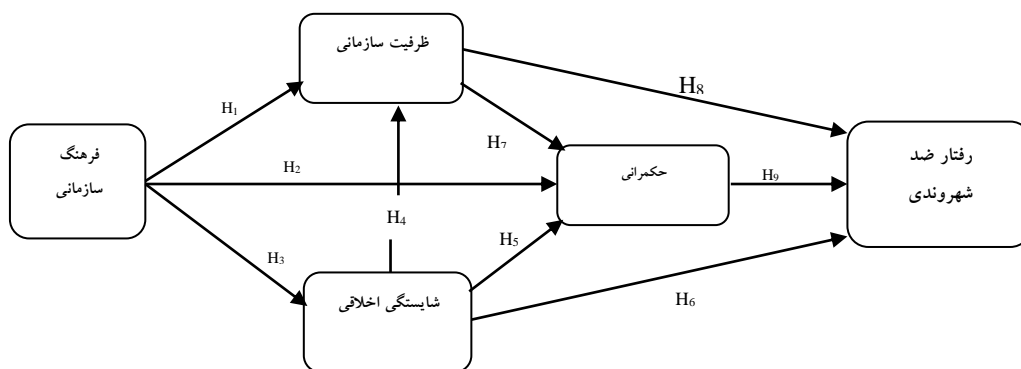 ظرفیت سازمانی
H₈
H₁
H₇
فرهنگ
سازمانی
H₂
حکمرانی
H₉
رفتار ضد
شهروندی
H₄
H₅
H₃
شایستگی اخلاقی
H₆